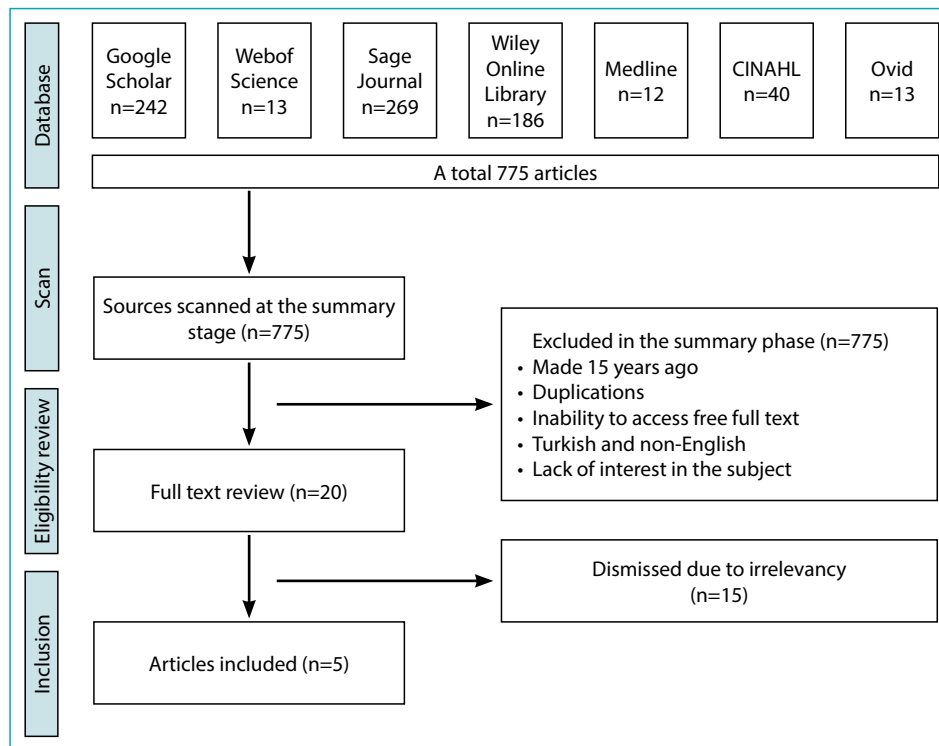 Database
Google
Scholar
n=242
Webof
Science
n=13
Sage
Journal
n=269
Wiley
Online
Library
n=186
Medline
n=12
CINAHL
n=40
Ovid
n=13
A total 775 articles
Scan
Sources scanned at the summary
stage (n=775)
Excluded in the summary phase (n=775)
• Made 15 years ago
• Duplications
• Inability to access free full text
• Turkish and non-English
• Lack of interest in the subject
Eligibility review
Full text review (n=20)
Dismissed due to irrelevancy
(n=15)
Inclusion
Articles included (n=5)